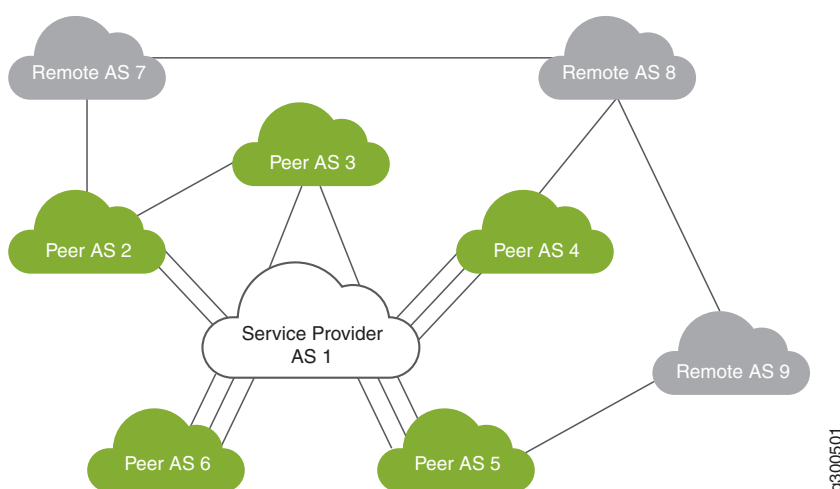 Remote AS 7
Remote AS 8
Peer AS 3
Peer AS 2
Peer AS 4
Service Provider
AS 1
Remote AS 9
Peer AS 6
Peer AS 5
g300501